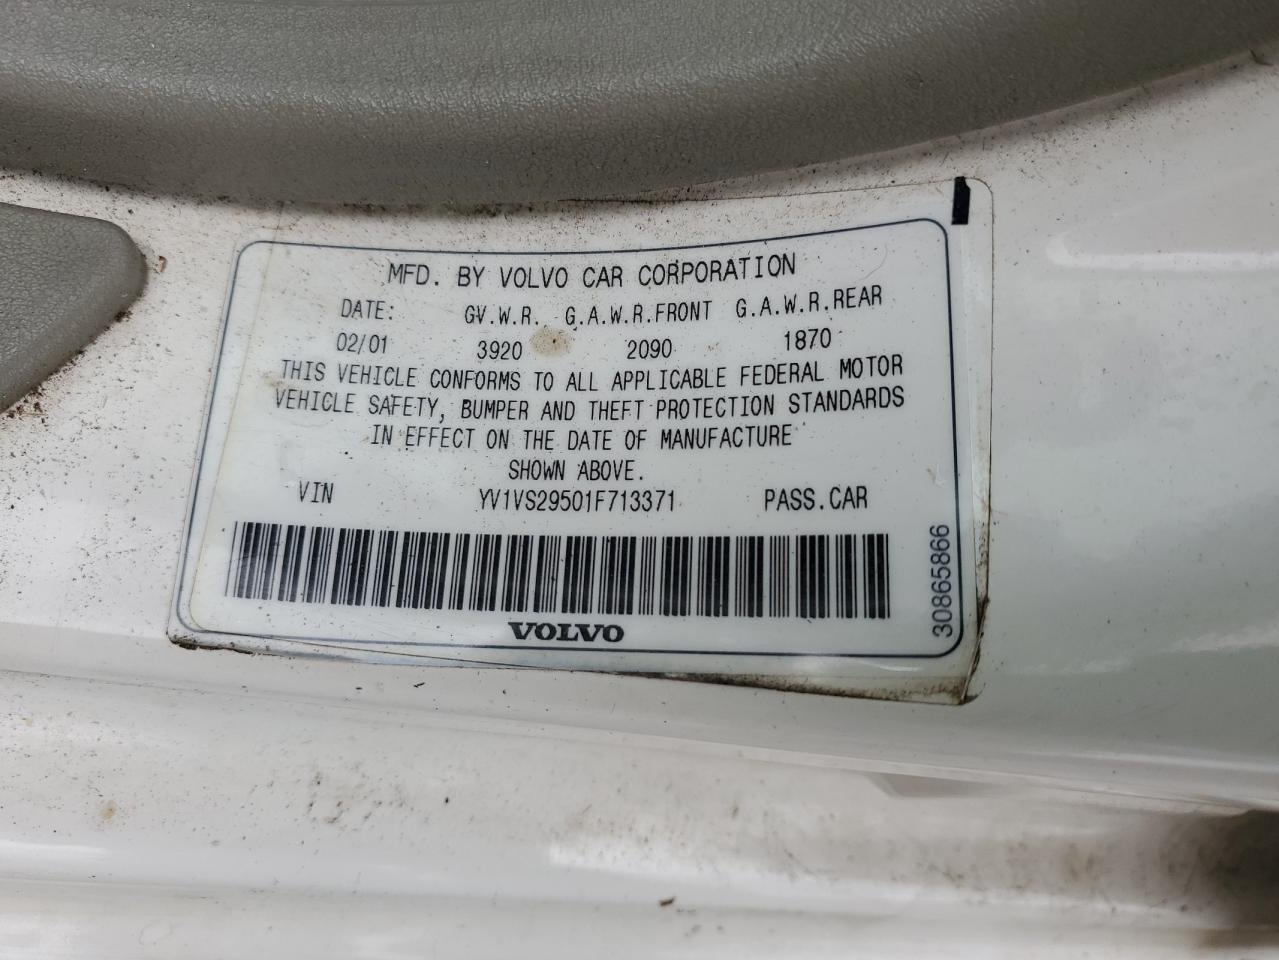 MFD. BY VOLVO CAR CORPORATION
DATE: GV.W.R. G.A.W.R.FRONT G.A.W.R.REAR
02/01 3920 2090 1870
THIS VEHICLE CONFORMS TO ALL APPLICABLE FEDERAL MOTOR
VEHICLE SAFETY, BUMPER AND THEFT PROTECTION STANDARDS
IN EFFECT ON THE DATE OF MANUFACTURE
SHOWN ABOVE.
VIN YV1VS29501F713371 PASS.CAR
VOLVO
30865866